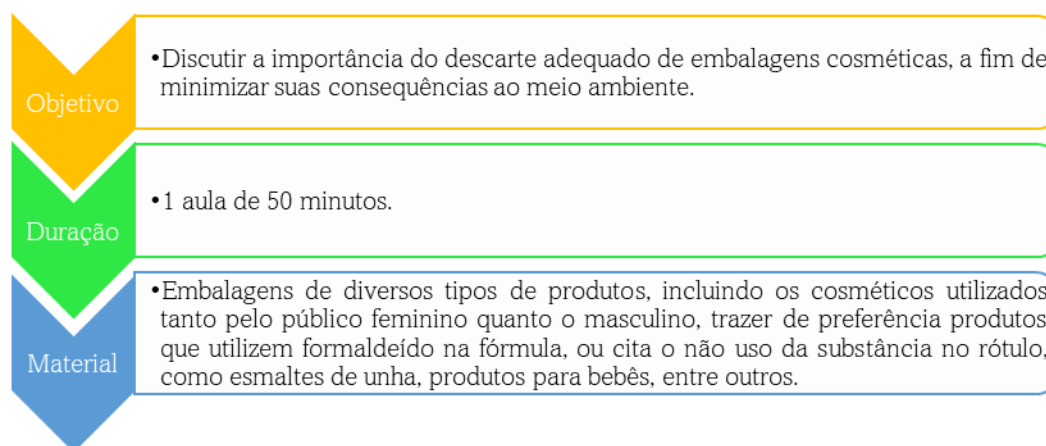 Objetivo
•Discutir a importância do descarte adequado de embalagens cosméticas, a fim de
minimizar suas consequências ao meio ambiente.
Duração
•1 aula de 50 minutos.
Material
•Embalagens de diversos tipos de produtos, incluindo os cosméticos utilizados
tanto pelo público feminino quanto o masculino, trazer de preferência produtos
que utilizem formaldeído na fórmula, ou cita o não uso da substância no rótulo,
como esmaltes de unha, produtos para bebês, entre outros.